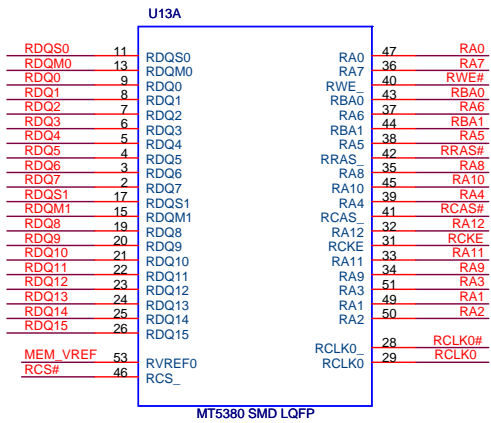 U13A
RDQS0 11 RDQS0 RA0 47 RA0
RDQM0 13 RDQM0 RA7 36 RA7
RDQ0 9 RDQ0 RWE_ 40 RWE#
RDQ1 8 RDQ1 RBA0 43 RBA0
RDQ2 7 RDQ2 RA6 37 RA6
RDQ3 6 RDQ3 RBA1 44 RBA1
RDQ4 5 RDQ4 RA5 38 RA5
RDQ5 4 RDQ5 RRAS_ 42 RRAS#
RDQ6 3 RDQ6 RA8 35 RA8
RDQ7 2 RDQ7 RA10 45 RA10
RDQS1 17 RDQS1 RA4 39 RA4
RDQM1 15 RDQM1 RCAS_ 41 RCAS#
RDQ8 19 RDQ8 RA12 32 RA12
RDQ9 20 RDQ9 RCKE 31 RCKE
RDQ10 21 RDQ10 RA11 33 RA11
RDQ11 22 RDQ11 RA9 34 RA9
RDQ12 23 RDQ12 RA3 51 RA3
RDQ13 24 RDQ13 RA1 49 RA1
RDQ14 25 RDQ14 RA2 50 RA2
RDQ15 26 RDQ15
RCLK0_ 28 RCLK0#
MEM_VREF 53 RVREF0 RCLK0 29 RCLK0
RCS# 46 RCS_
MT5380 SMD LQFP